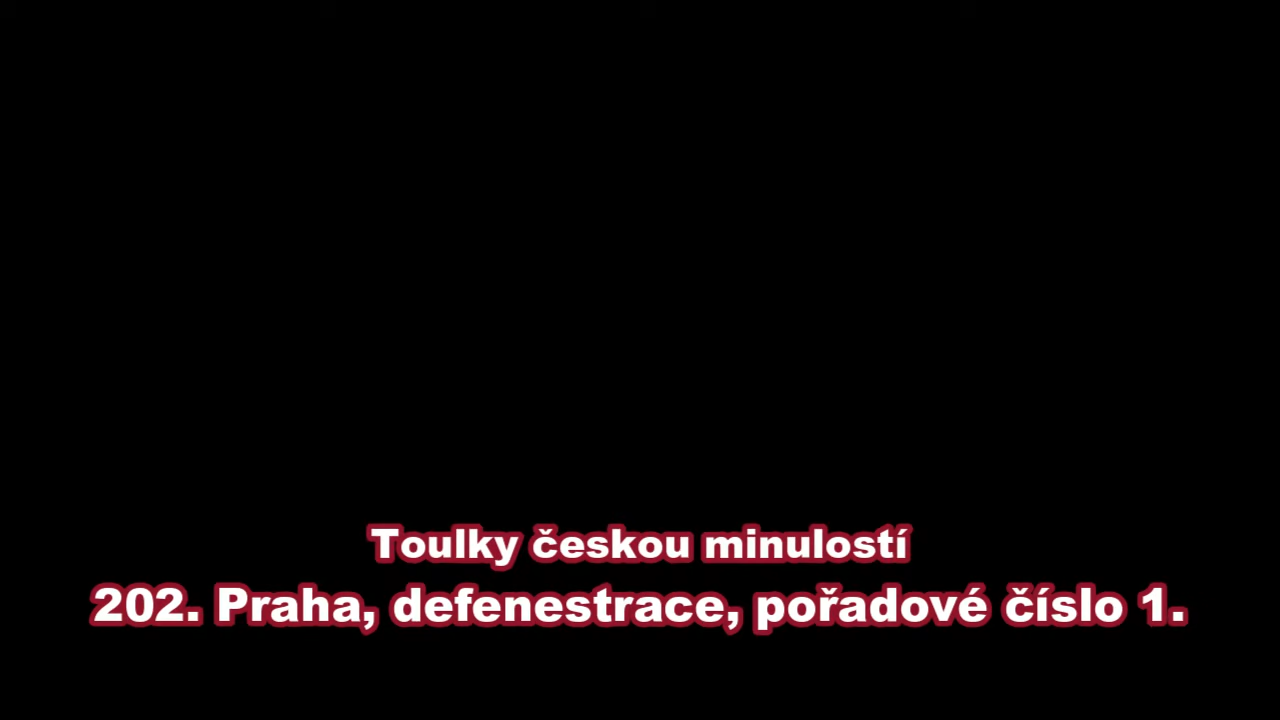 Toulky českou minulostí
202. Praha, defenestrace, pořadové číslo 1.